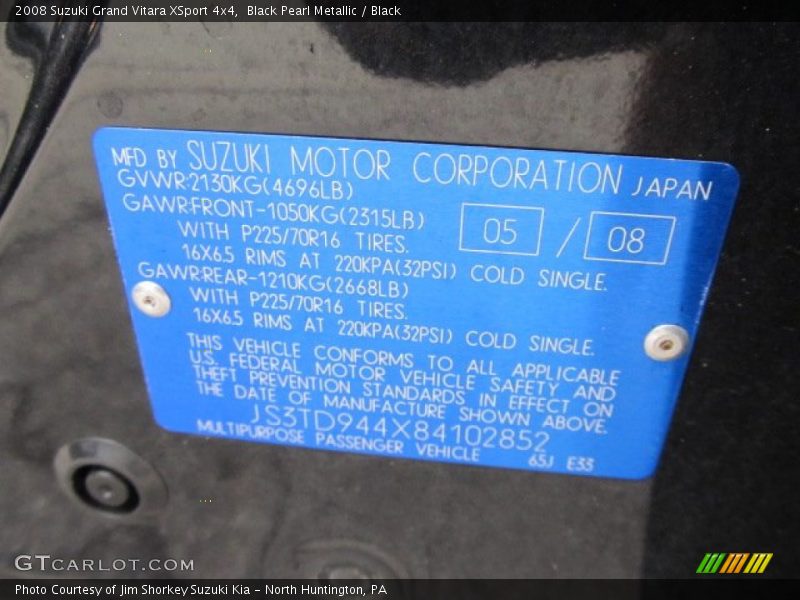 2008 Suzuki Grand Vitara XSport 4x4,  Black Pearl Metallic / Black
MFD BY SUZUKI MOTOR CORPORATION JAPAN
GVWR:2130KG(4696LB)
GAWR:FRONT-1050KG(2315LB) 05 / 08
WITH P225/70R16 TIRES.
16X6.5 RIMS AT 220KPA(32PSI) COLD SINGLE.
GAWR:REAR-1210KG(2668LB)
WITH P225/70R16 TIRES.
16X6.5 RIMS AT 220KPA(32PSI) COLD SINGLE.
THIS VEHICLE CONFORMS TO ALL APPLICABLE
U.S. FEDERAL MOTOR VEHICLE SAFETY AND
THEFT PREVENTION STANDARDS IN EFFECT ON
THE DATE OF MANUFACTURE SHOWN ABOVE.
JS3TD944X84102852
MULTIPURPOSE PASSENGER VEHICLE 65J E33
GTCARLOT.COM
Photo Courtesy of Jim Shorkey Suzuki Kia - North Huntington, PA